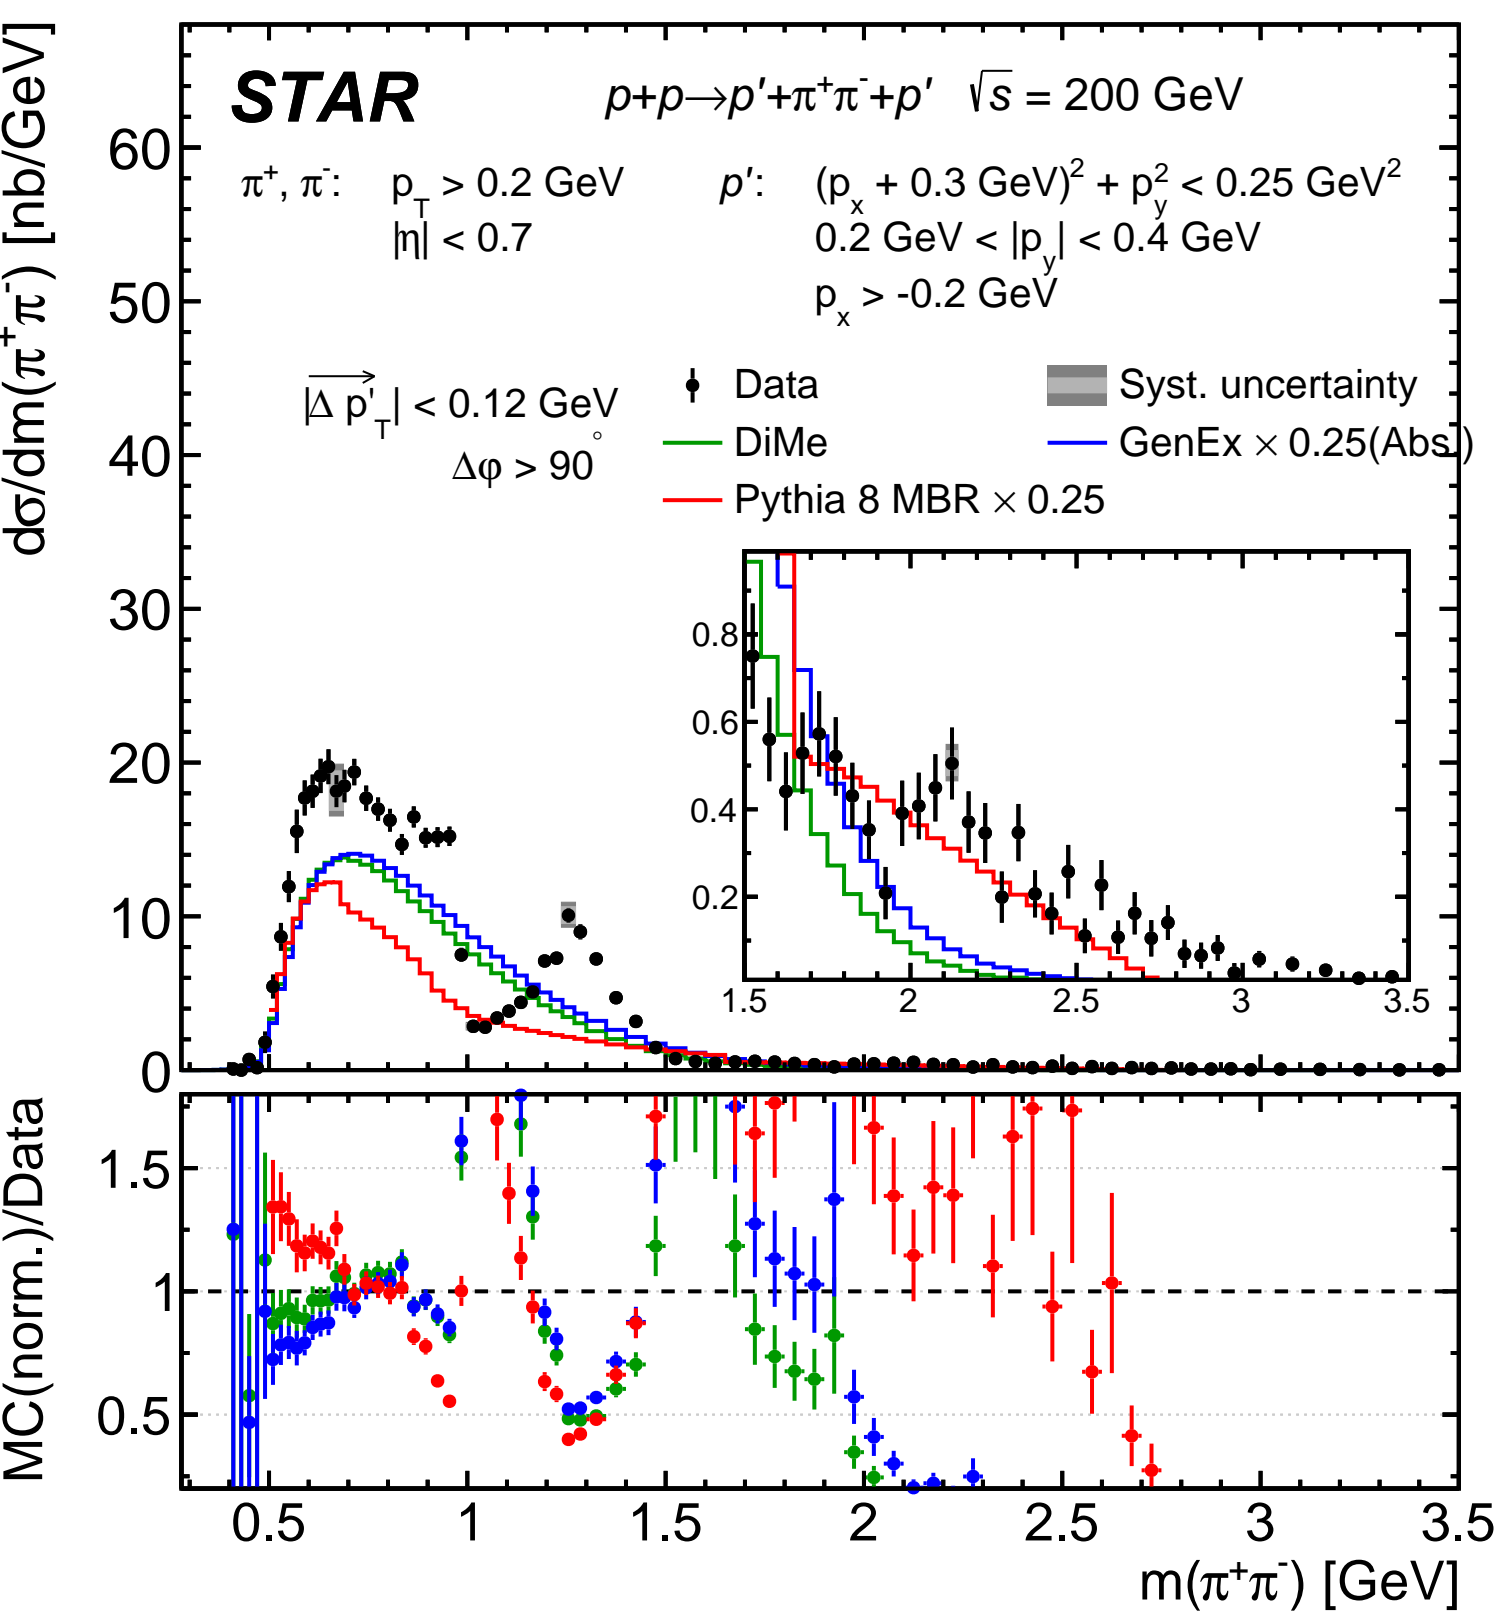 STAR p+p→p′+π⁺π⁻+p′ √s = 200 GeV
π⁺, π⁻: p_T > 0.2 GeV p′: (p_x + 0.3 GeV)² + p_y² < 0.25 GeV²
|η| < 0.7 0.2 GeV < |p_y| < 0.4 GeV
p_x > -0.2 GeV
|Δ p'_T| < 0.12 GeV
Δφ > 90°
Data Syst. uncertainty
DiMe GenEx × 0.25(Abs.)
Pythia 8 MBR × 0.25
dσ/dm(π⁺π⁻) [nb/GeV]
60
50
40
30
20
10
0
0.8
0.6
0.4
0.2
1.5 2 2.5 3 3.5
MC(norm.)/Data
1.5
1
0.5
0.5 1 1.5 2 2.5 3 3.5
m(π⁺π⁻) [GeV]